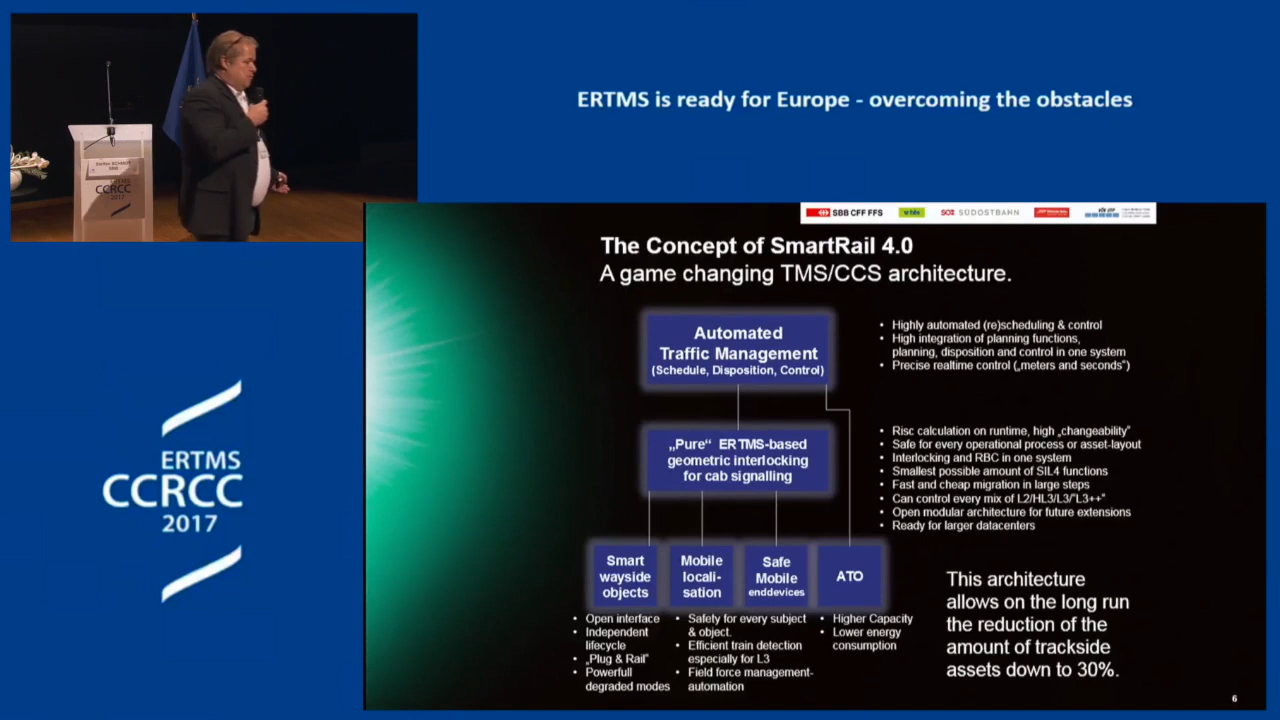 ERTMS is ready for Europe - overcoming the obstacles
SBB CFF FFS
SOB SÜDOSTBAHN
The Concept of SmartRail 4.0
A game changing TMS/CCS architecture.
Automated
Traffic Management
(Schedule, Disposition, Control)
• Highly automated (re)scheduling & control
• High integration of planning functions,
planning, disposition and control in one system
• Precise realtime control („meters and seconds“)
„Pure“ ERTMS-based
geometric interlocking
for cab signalling
• Risc calculation on runtime, high „changeability“
• Safe for every operational process or asset-layout
• Interlocking and RBC in one system
• Smallest possible amount of SIL4 functions
• Fast and cheap migration in large steps
• Can control every mix of L2/HL3/L3/“L3++“
• Open modular architecture for future extensions
• Ready for larger datacenters
Smart
wayside
objects
Mobile
locali-
sation
Safe
Mobile
enddevices
ATO
• Open interface
• Independent
lifecycle
• „Plug & Rail“
• Powerfull
degraded modes
• Safety for every subject
& object.
• Efficient train detection
especially for L3
• Field force management-
automation
• Higher Capacity
• Lower energy
consumption
This architecture
allows on the long run
the reduction of the
amount of trackside
assets down to 30%.
6
ERTMS
CCRCC
2017
SBB
ERTMS
CCRCC
2017